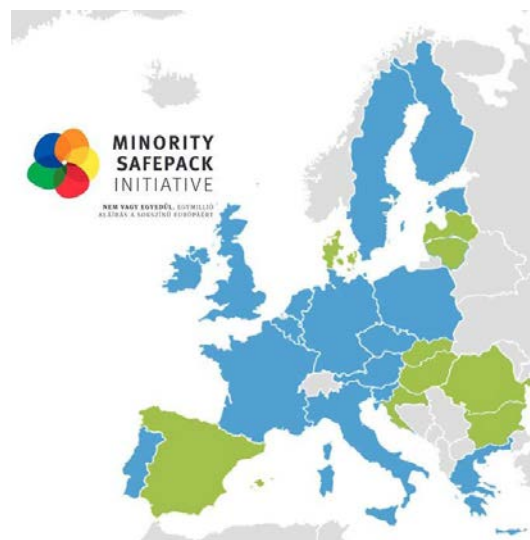 MINORITY
SAFEPACK
INITIATIVE
NEM VAGY EGYEDÜL. EGYMILLIÓ
ALÁÍRÁS A SOKSZÍNŰ EURÓPÁÉRT